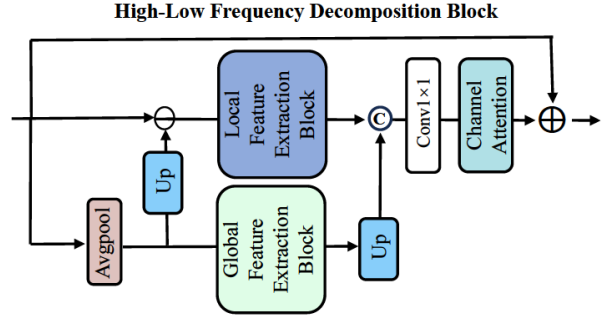 High-Low Frequency Decomposition Block
Local
Feature
Extraction
Block
C
Conv1×1
Channel
Attention
Up
Avgpool
Global
Feature
Extraction
Block
Up